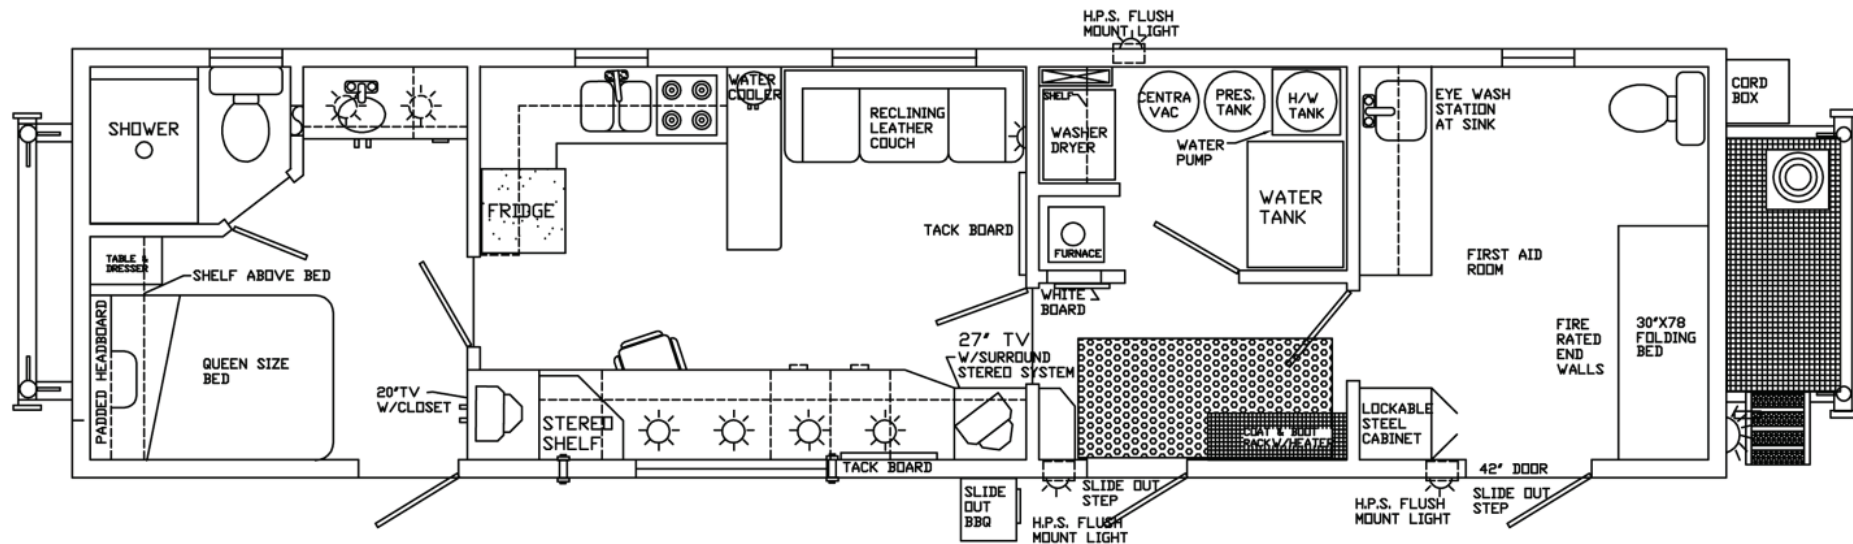 H.P.S. FLUSH
MOUNT LIGHT
SHOWER
WATER
COOLER
RECLINING
LEATHER
COUCH
SHELF
WASHER
DRYER
CENTRA
VAC
PRES.
TANK
H/W
TANK
WATER
PUMP
EYE WASH
STATION
AT SINK
CORD
BOX
FRIDGE
WATER
TANK
TACK BOARD
FURNACE
TABLE &
DRESSER
SHELF ABOVE BED
FIRST AID
ROOM
WHITE
BOARD
PADDED HEADBOARD
QUEEN SIZE
BED
27" TV
W/SURROUND
STEREO SYSTEM
FIRE
RATED
END
WALLS
30"X78
FOLDING
BED
20"TV
W/CLOSET
STEREO
SHELF
COAT & BOOT
RACKW/HEATER
LOCKABLE
STEEL
CABINET
TACK BOARD
42" DOOR
SLIDE
OUT
BBQ
SLIDE OUT
STEP
H.P.S. FLUSH
MOUNT LIGHT
H.P.S. FLUSH
MOUNT LIGHT
SLIDE OUT
STEP